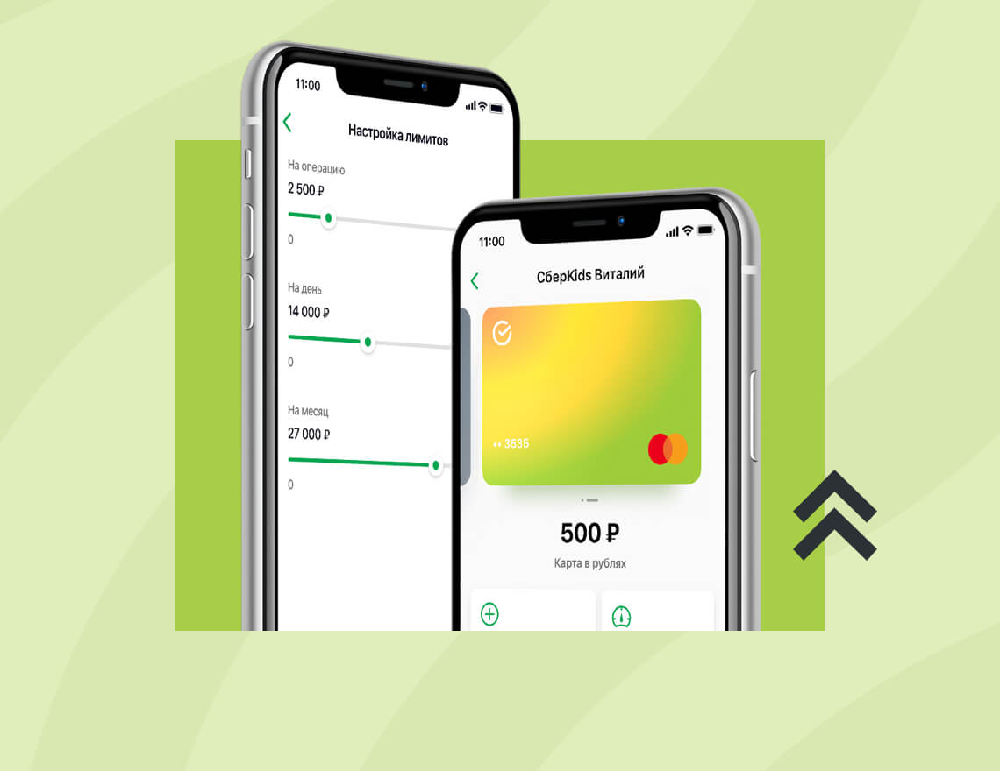 11:00
Настройка лимитов
На операцию
2 500 ₽
0
На день
14 000 ₽
0
На месяц
27 000 ₽
0
11:00
СберKids Виталий
•• 3535
500 ₽
Карта в рублях